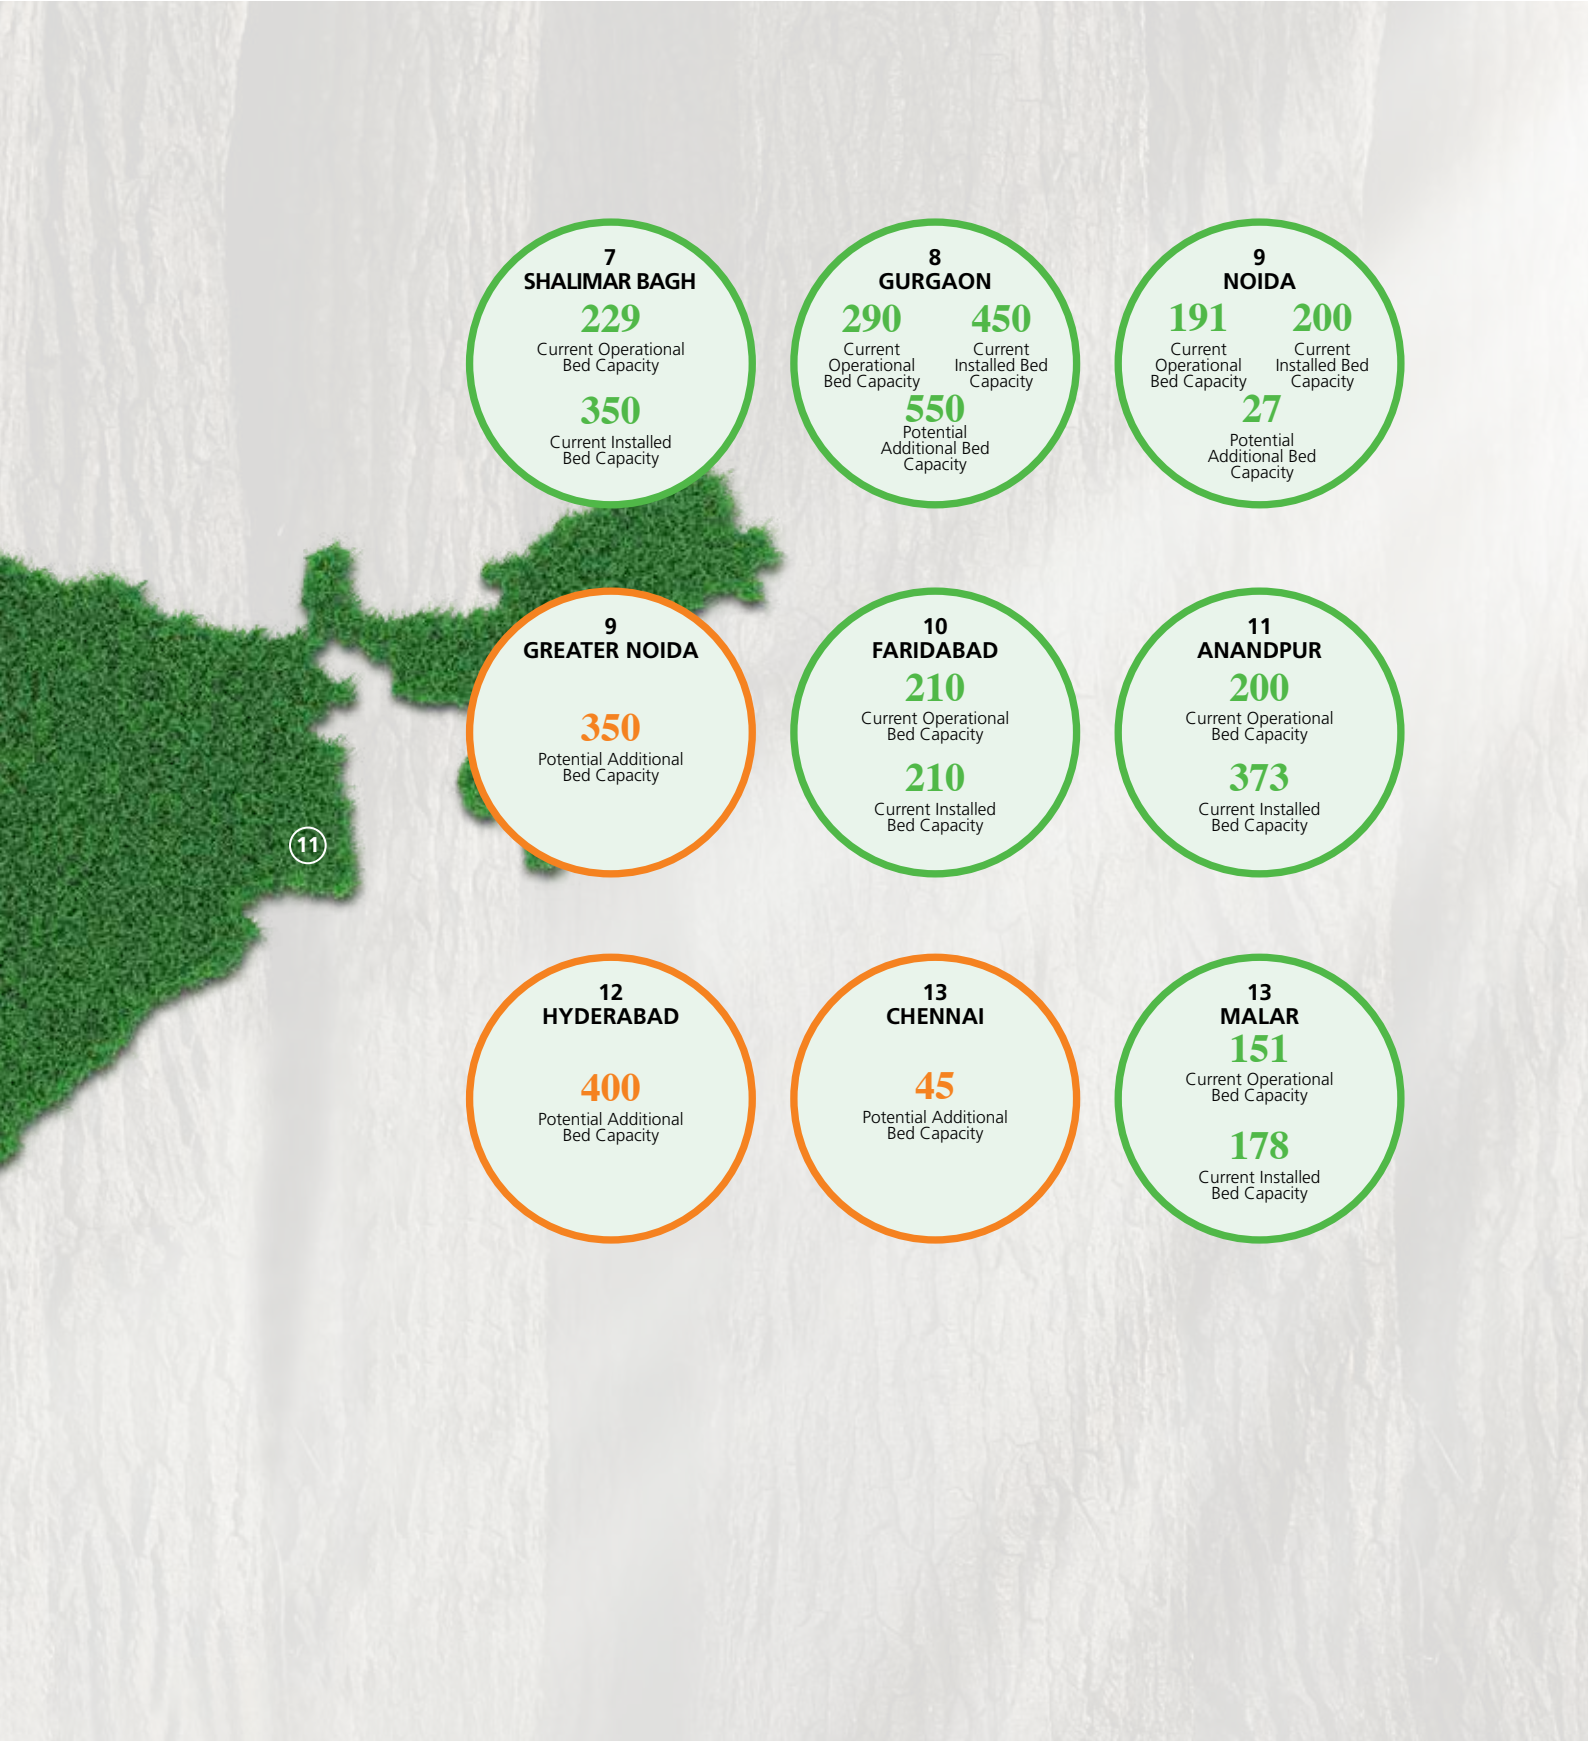 7
SHALIMAR BAGH
229
Current Operational
Bed Capacity
350
Current Installed
Bed Capacity
8
GURGAON
290
Current
Operational
Bed Capacity
450
Current
Installed Bed
Capacity
550
Potential
Additional Bed
Capacity
9
NOIDA
191
Current
Operational
Bed Capacity
200
Current
Installed Bed
Capacity
27
Potential
Additional Bed
Capacity
9
GREATER NOIDA
350
Potential Additional
Bed Capacity
10
FARIDABAD
210
Current Operational
Bed Capacity
210
Current Installed
Bed Capacity
11
ANANDPUR
200
Current Operational
Bed Capacity
373
Current Installed
Bed Capacity
11
12
HYDERABAD
400
Potential Additional
Bed Capacity
13
CHENNAI
45
Potential Additional
Bed Capacity
13
MALAR
151
Current Operational
Bed Capacity
178
Current Installed
Bed Capacity